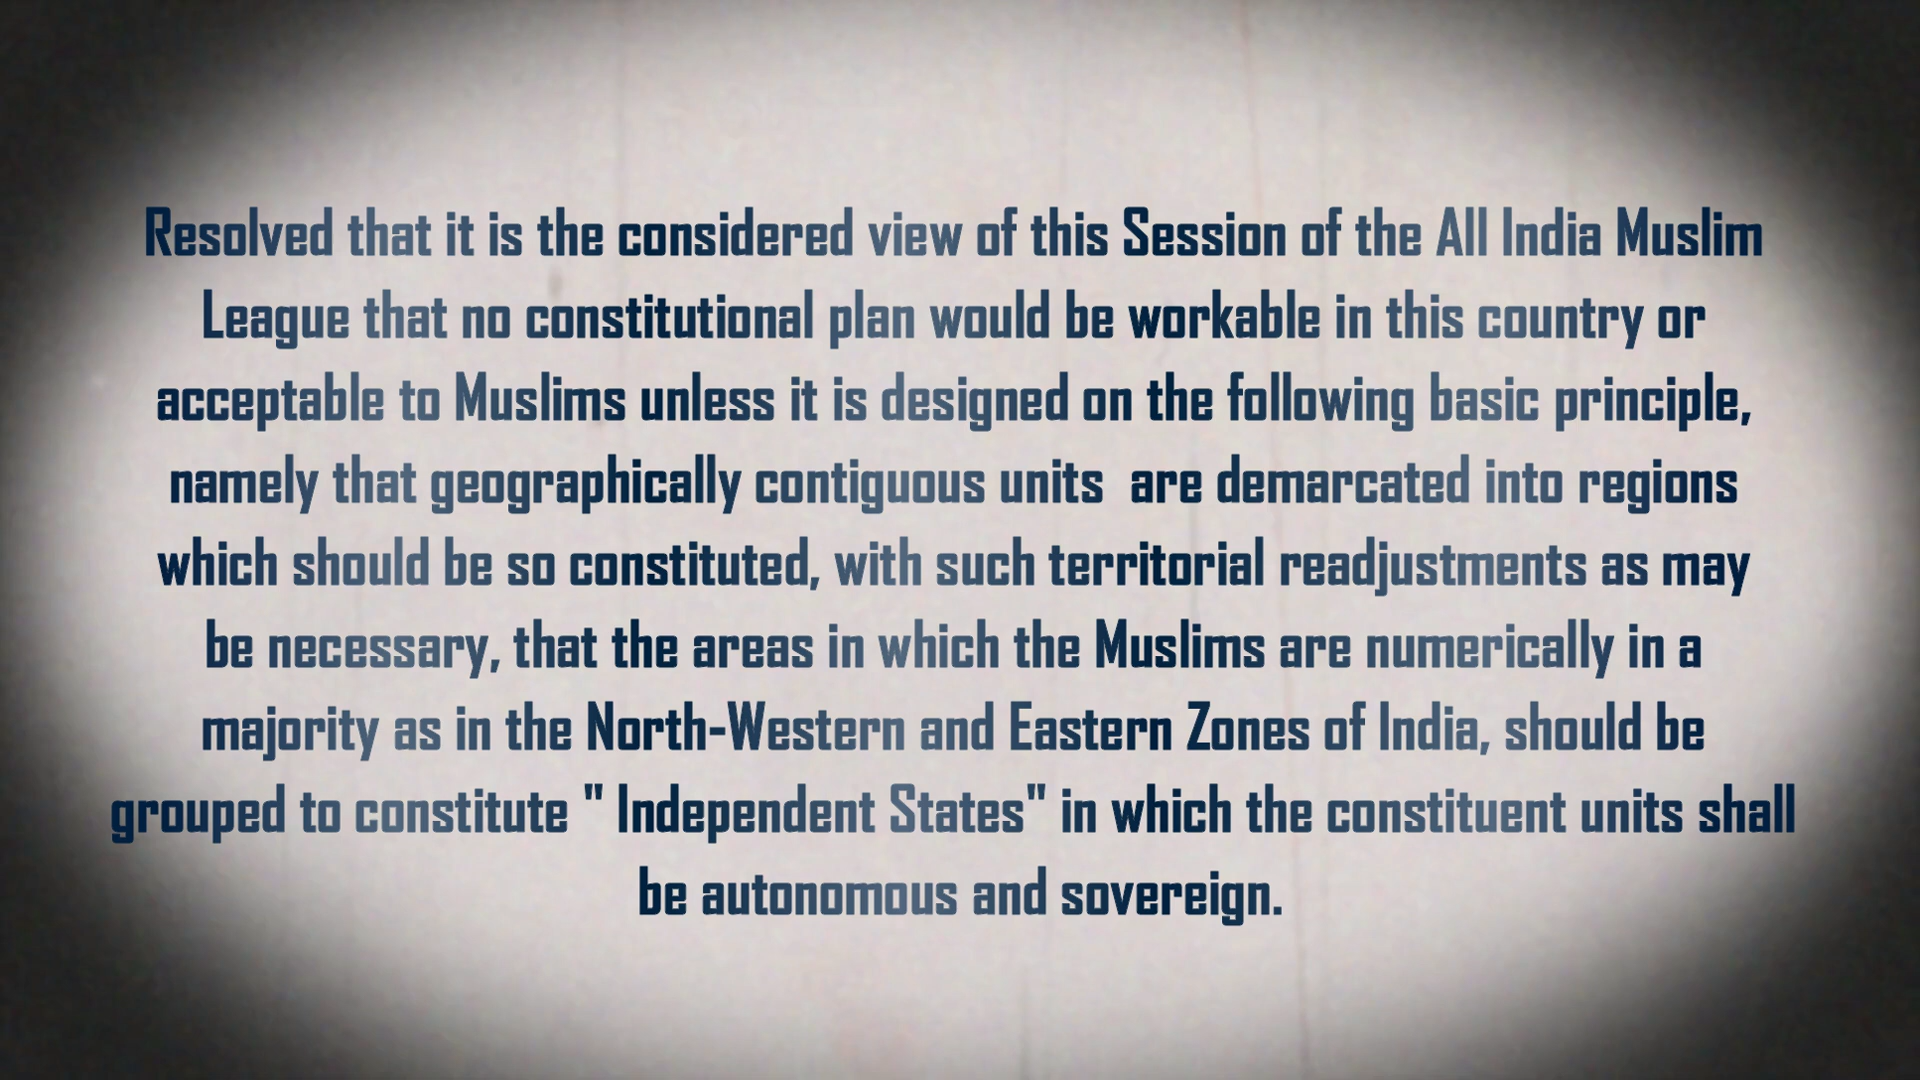 Resolved that it is the considered view of this Session of the All India Muslim
League that no constitutional plan would be workable in this country or
acceptable to Muslims unless it is designed on the following basic principle,
namely that geographically contiguous units  are demarcated into regions
which should be so constituted, with such territorial readjustments as may
be necessary, that the areas in which the Muslims are numerically in a
majority as in the North-Western and Eastern Zones of India, should be
grouped to constitute " Independent States" in which the constituent units shall
be autonomous and sovereign.